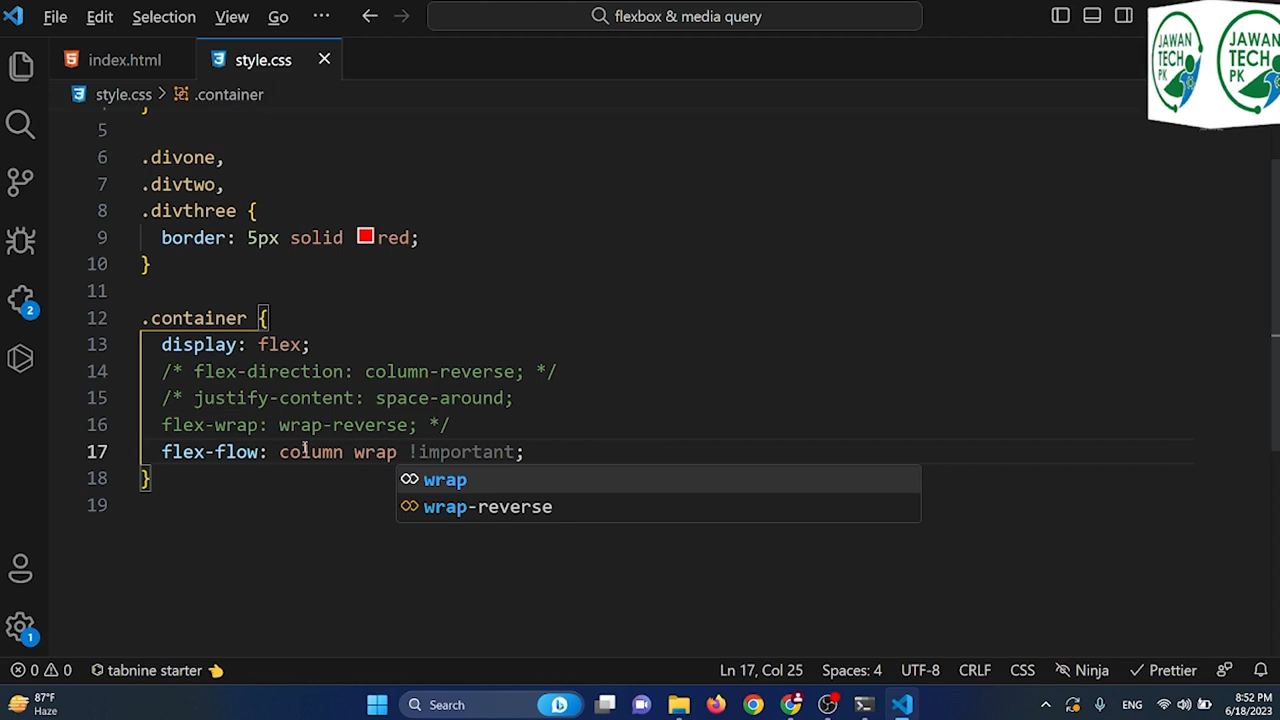 File Edit Selection View Go ··· flexbox & media query
JAWAN
TECH
PK
JAWAN
TECH
PK
index.html style.css
style.css > .container
}
5
6 .divone,
7 .divtwo,
8 .divthree {
9 border: 5px solid red;
10 }
11
12 .container {
13 display: flex;
14 /* flex-direction: column-reverse; */
15 /* justify-content: space-around;
16 flex-wrap: wrap-reverse; */
17 flex-flow: column wrap !important;
wrap
18 }
wrap-reverse
19
2
1
0 0 tabnine starter Ln 17, Col 25 Spaces: 4 UTF-8 CRLF CSS Ninja Prettier
87°F
Haze
Search
ENG
8:52 PM
6/18/2023